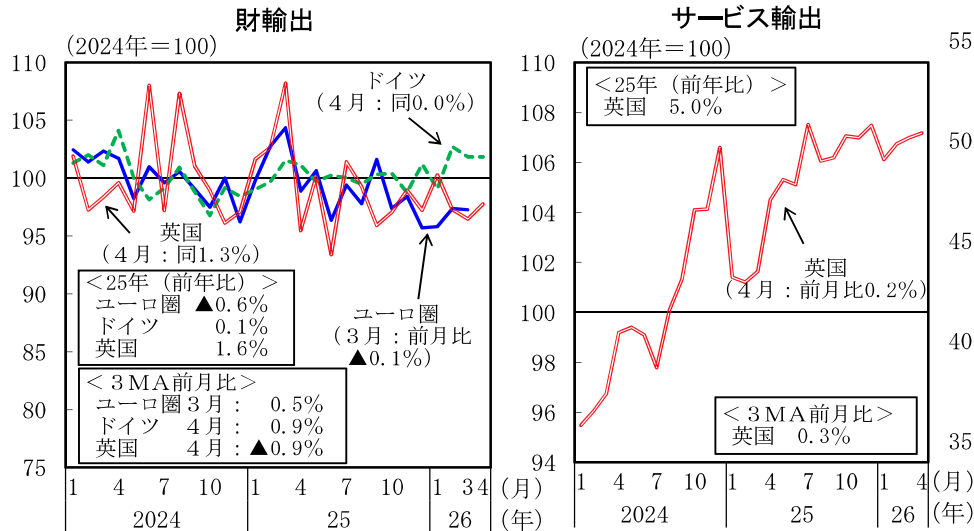 財輸出
(2024年＝100)
110
105
100
95
90
85
80
75
ドイツ
(４月：同0.0%)
英国
(４月：同1.3%)
ユーロ圏
(３月：前月比
▲0.1%)
＜25年（前年比）＞
ユーロ圏 ▲0.6%
ドイツ 0.1%
英国 1.6%
＜３ＭＡ前月比＞
ユーロ圏３月： 0.5%
ドイツ ４月： 0.9%
英国 ４月：▲0.9%
1 4 7 10 1 4 7 10 1 3 4 (月)
2024 25 26 (年)
サービス輸出
(2024年＝100)
110
108
106
104
102
100
98
96
94
＜25年（前年比）＞
英国 5.0%
英国
(４月：前月比0.2%)
＜３ＭＡ前月比＞
英国 0.3%
1 4 7 10 1 4 7 10 1 4 (月)
2024 25 26 (年)
55
50
45
40
35